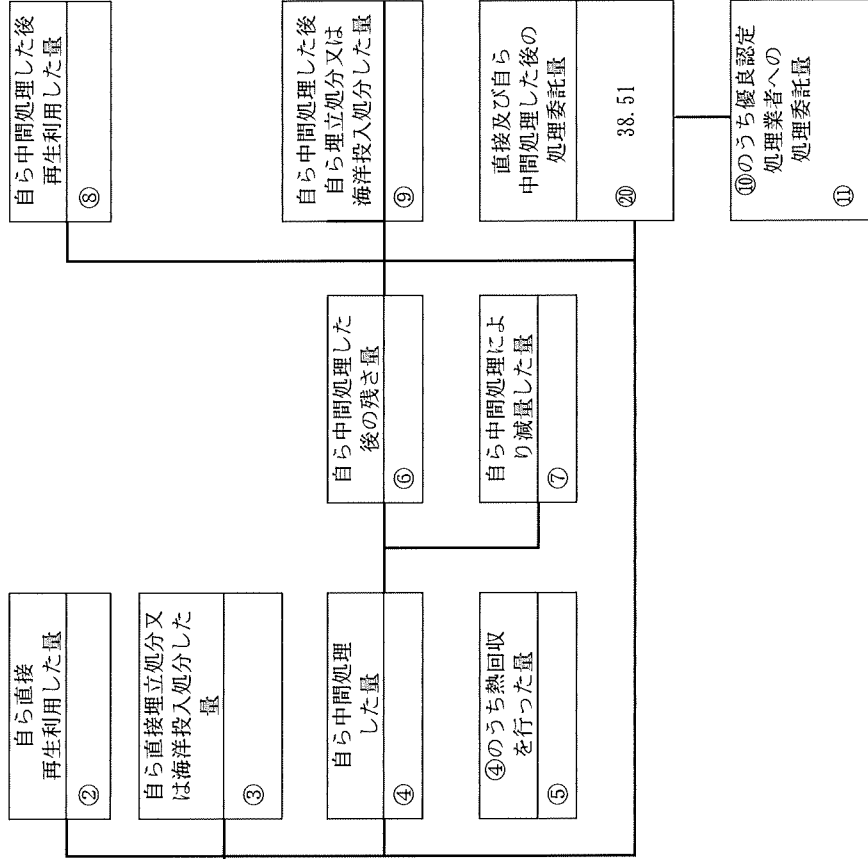 自ら直接
再生利用した量
②
自ら直接埋立処分又
は海洋投入処分した
量
③
自ら中間処理
した量
④
④のうち熱回収
を行った量
⑤
自ら中間処理した
後の残さ量
⑥
自ら中間処理によ
り減量した量
⑦
自ら中間処理した後
再生利用した量
⑧
自ら中間処理した後
自ら埋立処分又は
海洋投入処分した量
⑨
直接及び自ら
中間処理した後の
処理委託量
⑳ 38.51
⑩のうち優良認定
処理業者への
処理委託量
⑪